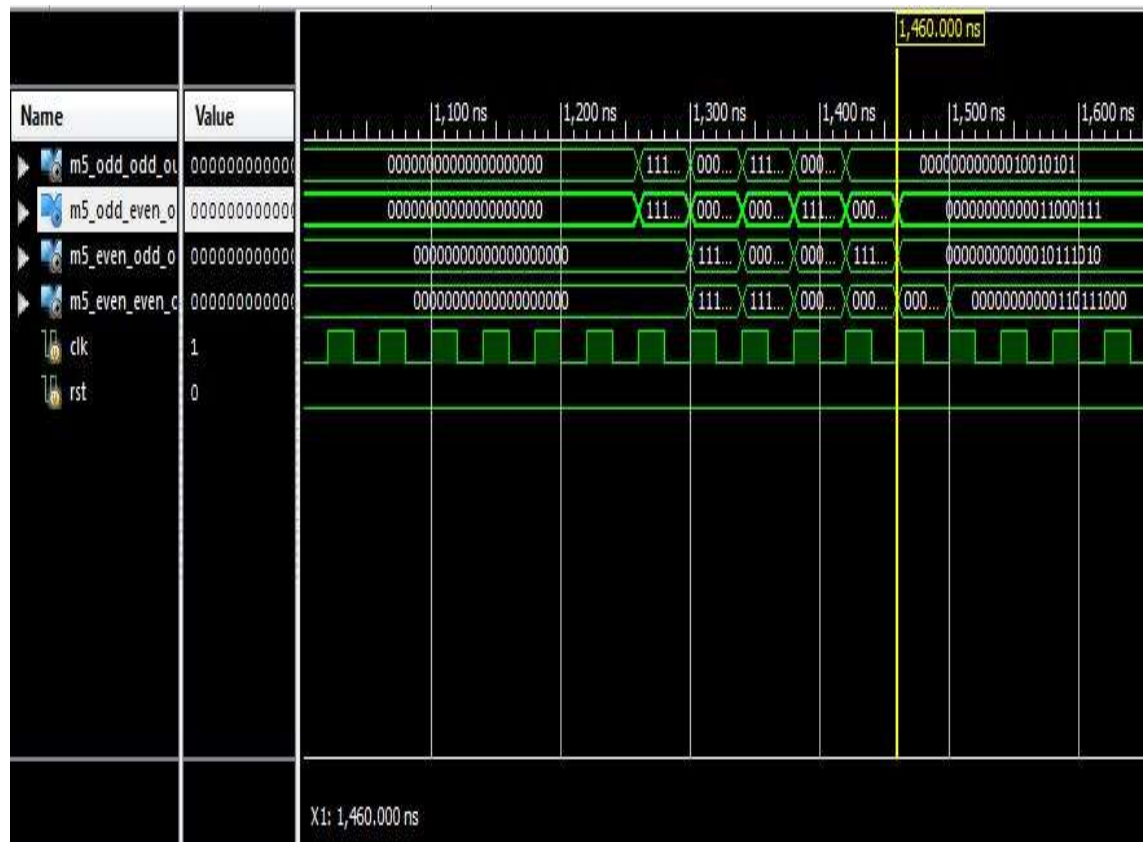 1,460.000 ns
Name Value 1,100 ns 1,200 ns 1,300 ns 1,400 ns 1,500 ns 1,600 ns
m5_odd_odd_ou 000000000000 00000000000000000000 111... 000... 111... 000... 00000000000010010101
m5_odd_even_o 000000000000 00000000000000000000 111... 000... 000... 111... 000... 00000000000011000111
m5_even_odd_o 000000000000 00000000000000000000 111... 000... 000... 111... 00000000000010111010
m5_even_even_c 000000000000 00000000000000000000 111... 111... 000... 000... 000... 00000000000110111000
clk 1
rst 0
X1: 1,460.000 ns